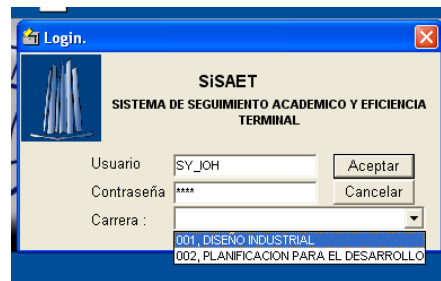 Login.
SiSAET
SISTEMA DE SEGUIMIENTO ACADEMICO Y EFICIENCIA
TERMINAL
Usuario SY_IOH Aceptar
Contraseña **** Cancelar
Carrera :
001, DISEÑO INDUSTRIAL
002, PLANIFICACION PARA EL DESARROLLO